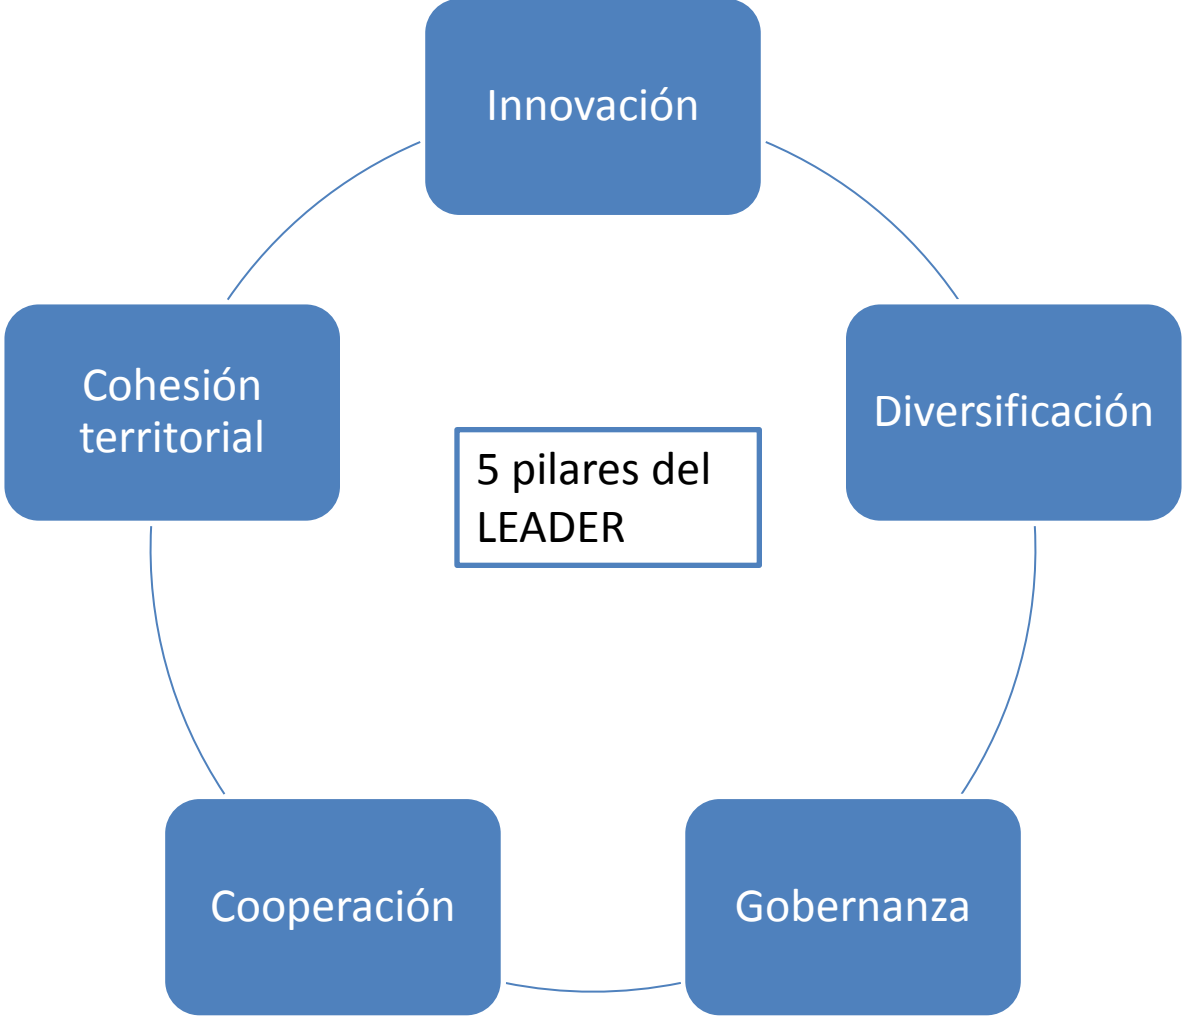 Innovación
Cohesión
territorial
Diversificación
5 pilares del
LEADER
Cooperación
Gobernanza